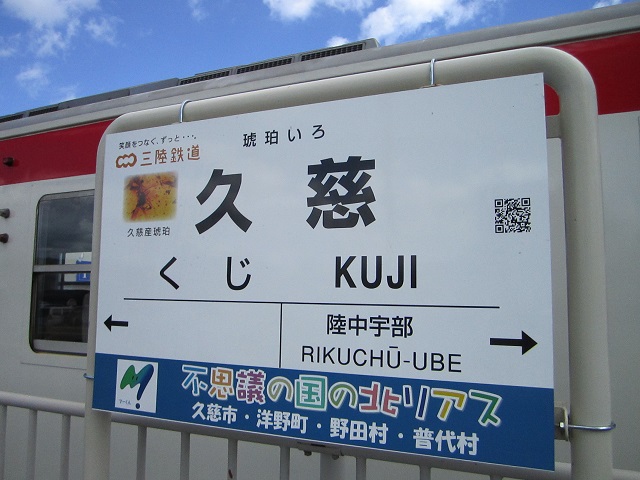 笑顔をつなぐ、ずっと・・・。
三陸鉄道
琥珀いろ
久慈
久慈産琥珀
くじ KUJI
陸中宇部
RIKUCHŪ-UBE
不思議の国の北リアス
久慈市・洋野町・野田村・普代村